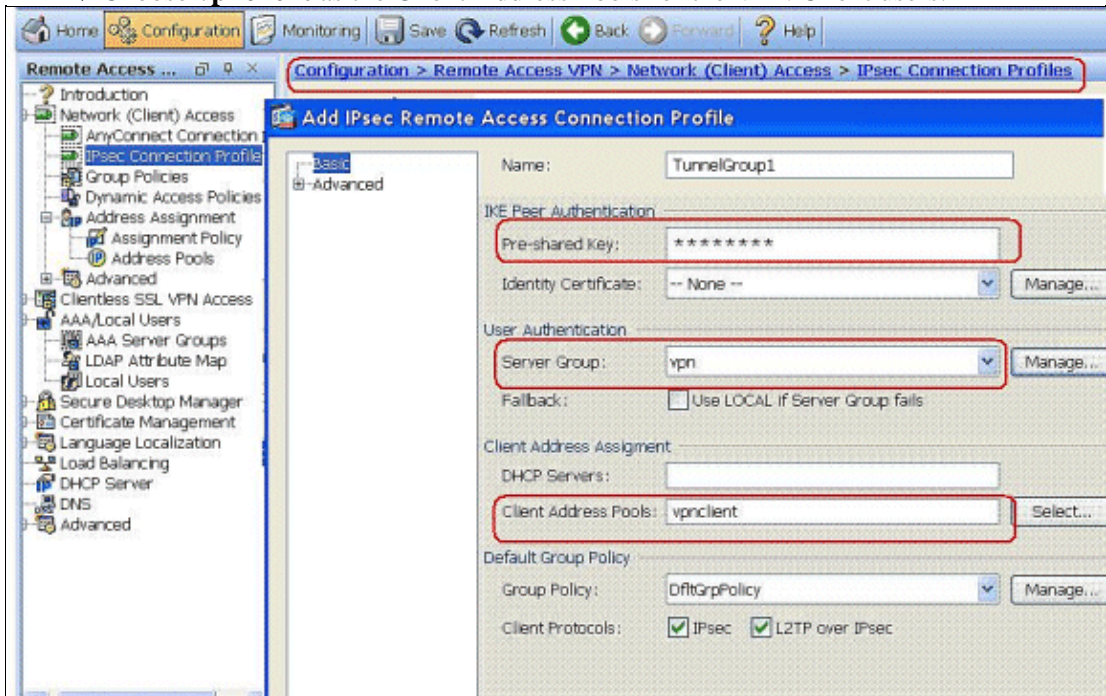 Home Configuration Monitoring Save Refresh Back Forward Help
Remote Access ...
Configuration > Remote Access VPN > Network (Client) Access > IPsec Connection Profiles
Introduction
Network (Client) Access
AnyConnect Connection
IPsec Connection Profile
Group Policies
Dynamic Access Policies
Address Assignment
Assignment Policy
Address Pools
Advanced
Clientless SSL VPN Access
AAA/Local Users
AAA Server Groups
LDAP Attribute Map
Local Users
Secure Desktop Manager
Certificate Management
Language Localization
Load Balancing
DHCP Server
DNS
Advanced
Add IPsec Remote Access Connection Profile
Basic
Advanced
Name: TunnelGroup1
IKE Peer Authentication
Pre-shared Key: ********
Identity Certificate: -- None -- Manage...
User Authentication
Server Group: vpn Manage...
Fallback: Use LOCAL if Server Group fails
Client Address Assigment
DHCP Servers:
Client Address Pools: vpnclient Select...
Default Group Policy
Group Policy: DfltGrpPolicy Manage...
Client Protocols: IPsec L2TP over IPsec